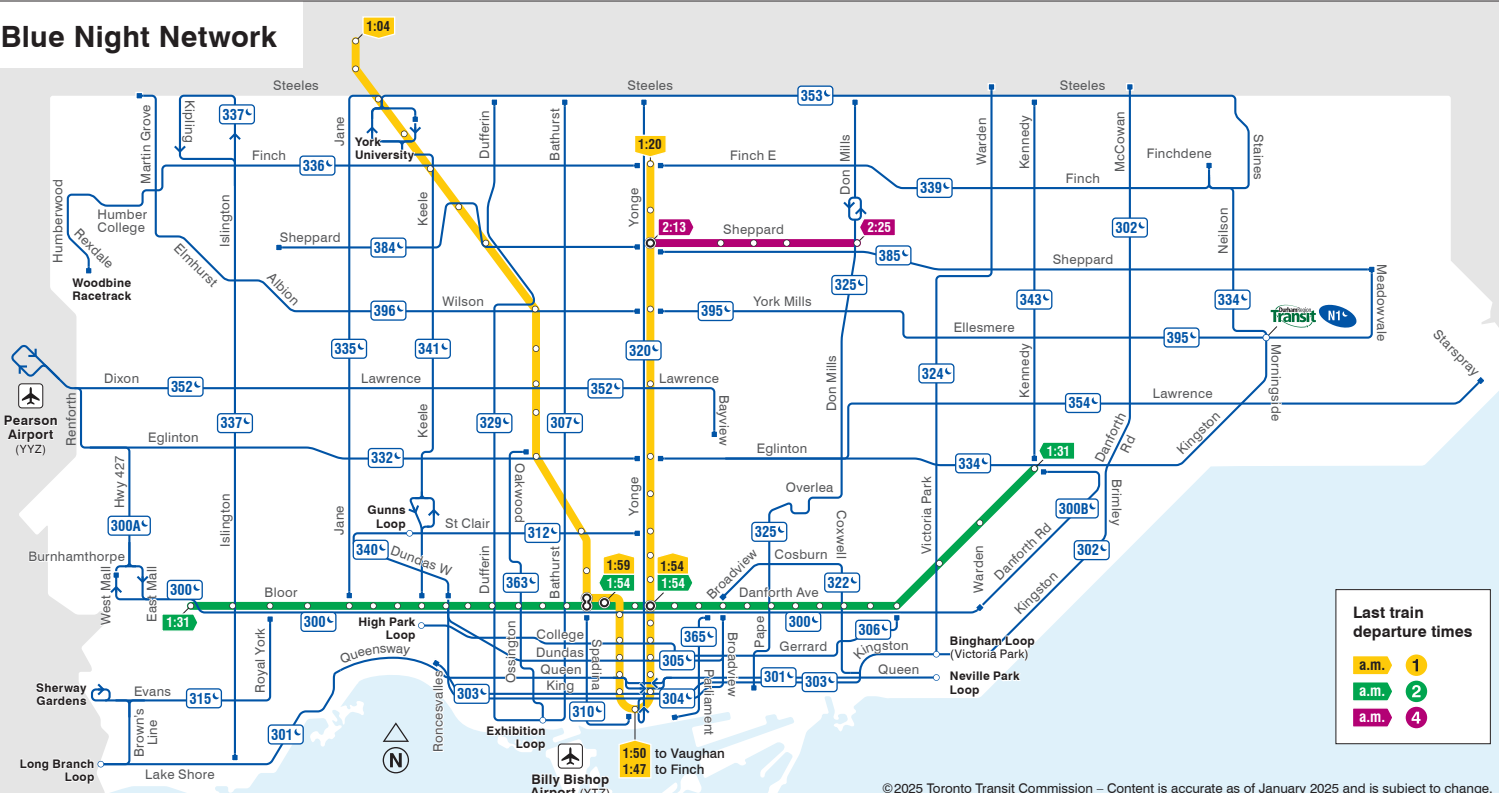 Blue Night Network
1:04
Steeles
Steeles
Steeles
353
337
Martin Grove
Kipling
Jane
York
University
Dufferin
Bathurst
1:20
Don Mills
Warden
Kennedy
McCowan
Finchdene
Staines
Finch
336
Finch E
339
Finch
Humberwood
Humber
College
Rexdale
Woodbine
Racetrack
Islington
Keele
Yonge
2:13
Sheppard
2:25
302
Neilson
Elmhurst
Albion
Sheppard
384
385
Sheppard
Meadowvale
325
343
334
396
Wilson
395
York Mills
Durham Region
Transit
N1
Ellesmere
395
335
341
320
Starspray
Pearson
Airport
(YYZ)
Dixon
352
Lawrence
352
Lawrence
Bayview
Don Mills
324
Kennedy
354
Lawrence
Morningside
Renforth
337
Keele
329
307
Danforth
Rd
Kingston
Eglinton
332
Eglinton
334
1:31
Hwy 427
300A
Islington
Jane
Gunns
Loop
St Clair
Oakwood
312
Yonge
Overlea
325
Coxwell
Victoria Park
300B
Brimley
302
Burnhamthorpe
340
Dundas W
Dufferin
363
Bathurst
1:59
1:54
1:54
1:54
Broadview
Cosburn
322
Warden
Danforth Rd
Kingston
West Mall
East Mall
300
1:31
Bloor
300
Danforth Ave
300
High Park
Loop
College
Dundas
Queen
King
Ossington
Spadina
365
305
Broadview
Pape
Gerrard
306
Kingston
Bingham Loop
(Victoria Park)
Queensway
Royal York
Sherway
Gardens
Evans
315
Brown's
Line
301
Roncesvalles
303
310
304
Parliament
301
303
Queen
Neville Park
Loop
Long Branch
Loop
Lake Shore
N
Exhibition
Loop
Billy Bishop
Airport (YTZ)
1:50 to Vaughan
1:47 to Finch
Last train
departure times
a.m. 1
a.m. 2
a.m. 4
©2025 Toronto Transit Commission – Content is accurate as of January 2025 and is subject to change.